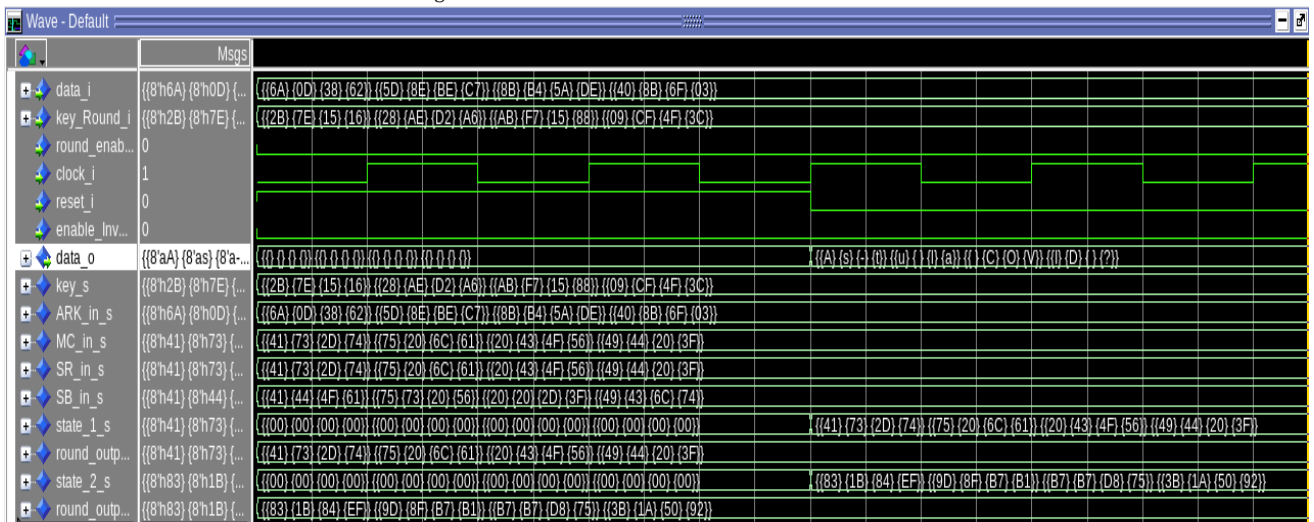 Wave - Default
Msgs
data_i {{8'h6A} {8'h0D} {... {{6A} {0D} {38} {62}} {{5D} {8E} {BE} {C7}} {{8B} {B4} {5A} {DE}} {{40} {8B} {6F} {03}}
key_Round_i {{8'h2B} {8'h7E} {... {{2B} {7E} {15} {16}} {{28} {AE} {D2} {A6}} {{AB} {F7} {15} {88}} {{09} {CF} {4F} {3C}}
round_enab... 0
clock_i 1
reset_i 0
enable_Inv... 0
data_o {{8'aA} {8'as} {8'a-... {{} {} {} {}} {{} {} {} {}} {{} {} {} {}} {{} {} {} {}} {{A} {s} {-} {t}} {{u} { } {l} {a}} {{ } {C} {O} {V}} {{I} {D} { } {?}}
key_s {{8'h2B} {8'h7E} {... {{2B} {7E} {15} {16}} {{28} {AE} {D2} {A6}} {{AB} {F7} {15} {88}} {{09} {CF} {4F} {3C}}
ARK_in_s {{8'h6A} {8'h0D} {... {{6A} {0D} {38} {62}} {{5D} {8E} {BE} {C7}} {{8B} {B4} {5A} {DE}} {{40} {8B} {6F} {03}}
MC_in_s {{8'h41} {8'h73} {... {{41} {73} {2D} {74}} {{75} {20} {6C} {61}} {{20} {43} {4F} {56}} {{49} {44} {20} {3F}}
SR_in_s {{8'h41} {8'h73} {... {{41} {73} {2D} {74}} {{75} {20} {6C} {61}} {{20} {43} {4F} {56}} {{49} {44} {20} {3F}}
SB_in_s {{8'h41} {8'h44} {... {{41} {44} {4F} {61}} {{75} {73} {20} {56}} {{20} {20} {2D} {3F}} {{49} {43} {6C} {74}}
state_1_s {{8'h41} {8'h73} {... {{00} {00} {00} {00}} {{00} {00} {00} {00}} {{00} {00} {00} {00}} {{00} {00} {00} {00}} {{41} {73} {2D} {74}} {{75} {20} {6C} {61}} {{20} {43} {4F} {56}} {{49} {44} {20} {3F}}
round_outp... {{8'h41} {8'h73} {... {{41} {73} {2D} {74}} {{75} {20} {6C} {61}} {{20} {43} {4F} {56}} {{49} {44} {20} {3F}}
state_2_s {{8'h83} {8'h1B} {... {{00} {00} {00} {00}} {{00} {00} {00} {00}} {{00} {00} {00} {00}} {{00} {00} {00} {00}} {{83} {1B} {84} {EF}} {{9D} {8F} {B7} {B1}} {{B7} {B7} {D8} {75}} {{3B} {1A} {50} {92}}
round_outp... {{8'h83} {8'h1B} {... {{83} {1B} {84} {EF}} {{9D} {8F} {B7} {B1}} {{B7} {B7} {D8} {75}} {{3B} {1A} {50} {92}}